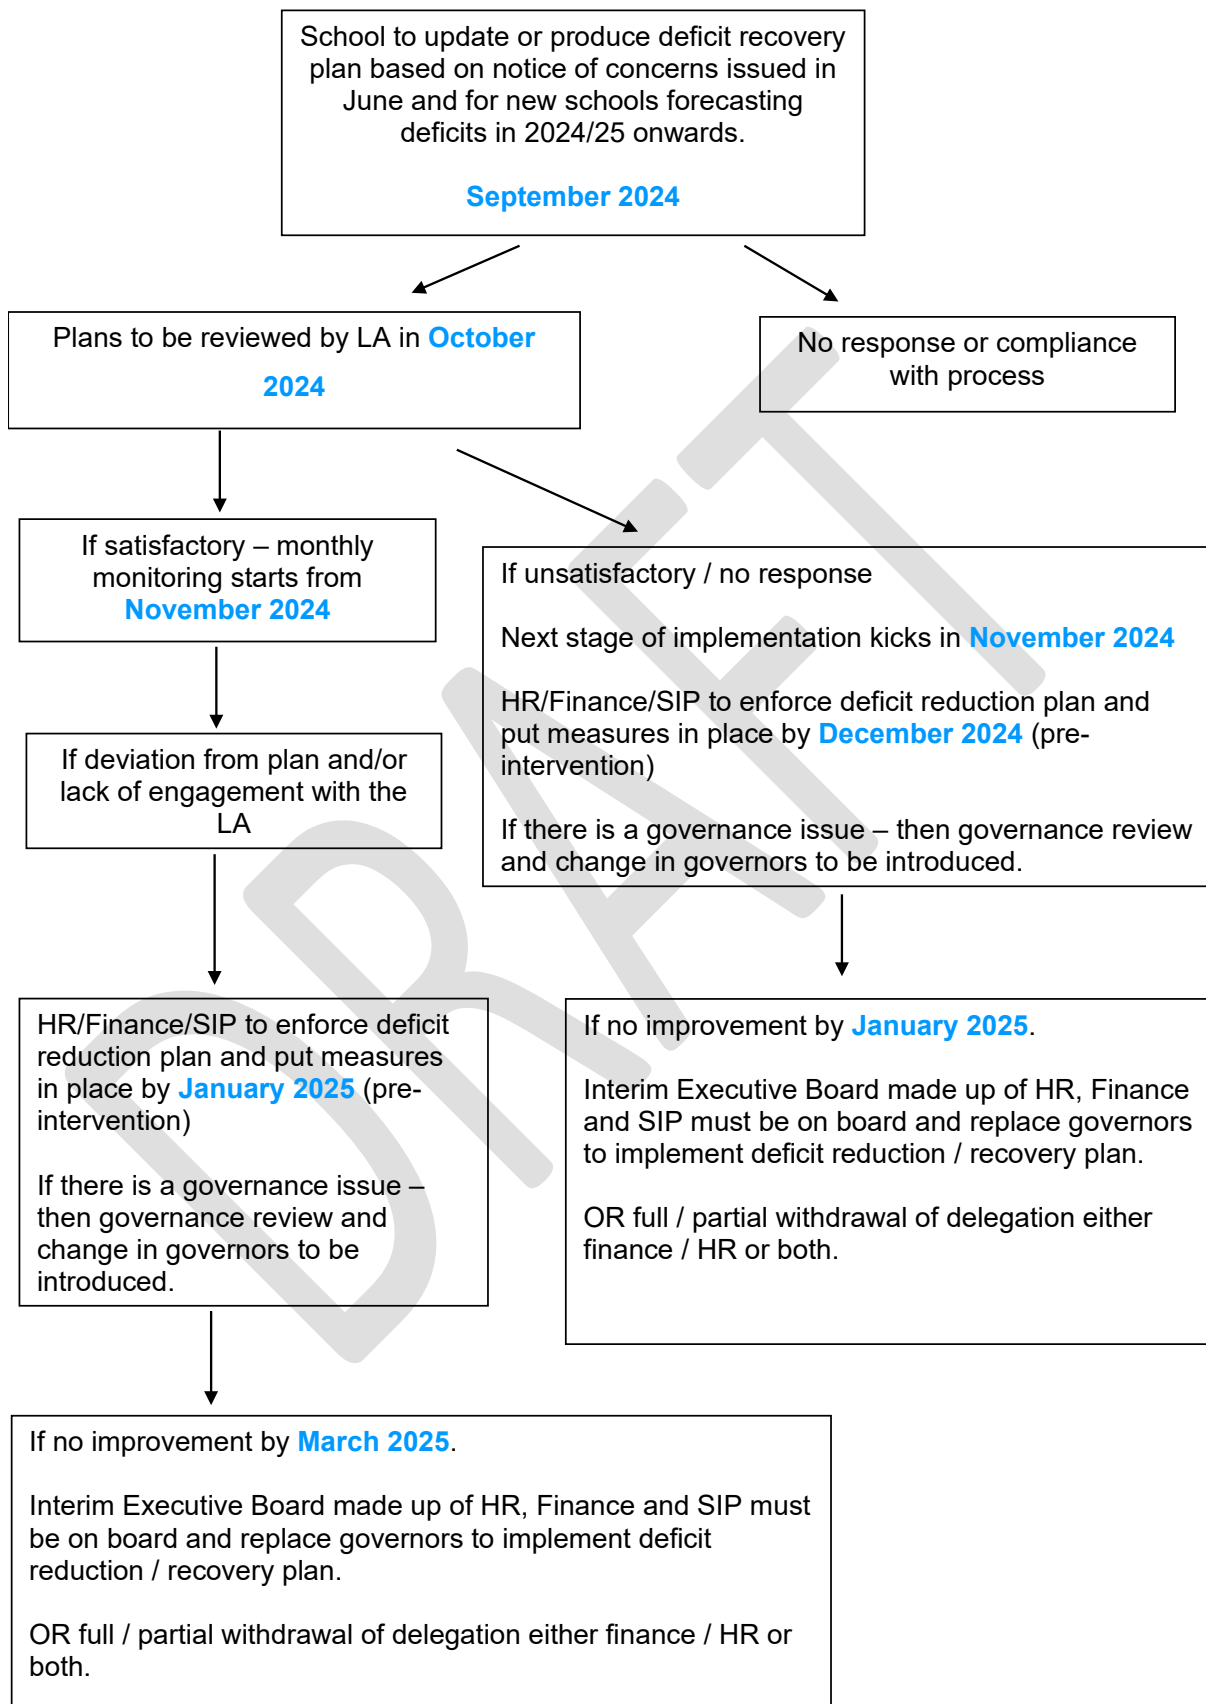 School to update or produce deficit recovery
plan based on notice of concerns issued in
June and for new schools forecasting
deficits in 2024/25 onwards.
September 2024
Plans to be reviewed by LA in October
2024
No response or compliance
with process
If satisfactory – monthly
monitoring starts from
November 2024
If unsatisfactory / no response
Next stage of implementation kicks in November 2024
HR/Finance/SIP to enforce deficit reduction plan and
put measures in place by December 2024 (pre-
intervention)
If there is a governance issue – then governance review
and change in governors to be introduced.
If deviation from plan and/or
lack of engagement with the
LA
HR/Finance/SIP to enforce deficit
reduction plan and put measures
in place by January 2025 (pre-
intervention)
If there is a governance issue –
then governance review and
change in governors to be
introduced.
If no improvement by January 2025.
Interim Executive Board made up of HR, Finance
and SIP must be on board and replace governors
to implement deficit reduction / recovery plan.
OR full / partial withdrawal of delegation either
finance / HR or both.
If no improvement by March 2025.
Interim Executive Board made up of HR, Finance and SIP must
be on board and replace governors to implement deficit
reduction / recovery plan.
OR full / partial withdrawal of delegation either finance / HR or
both.
DRAFT